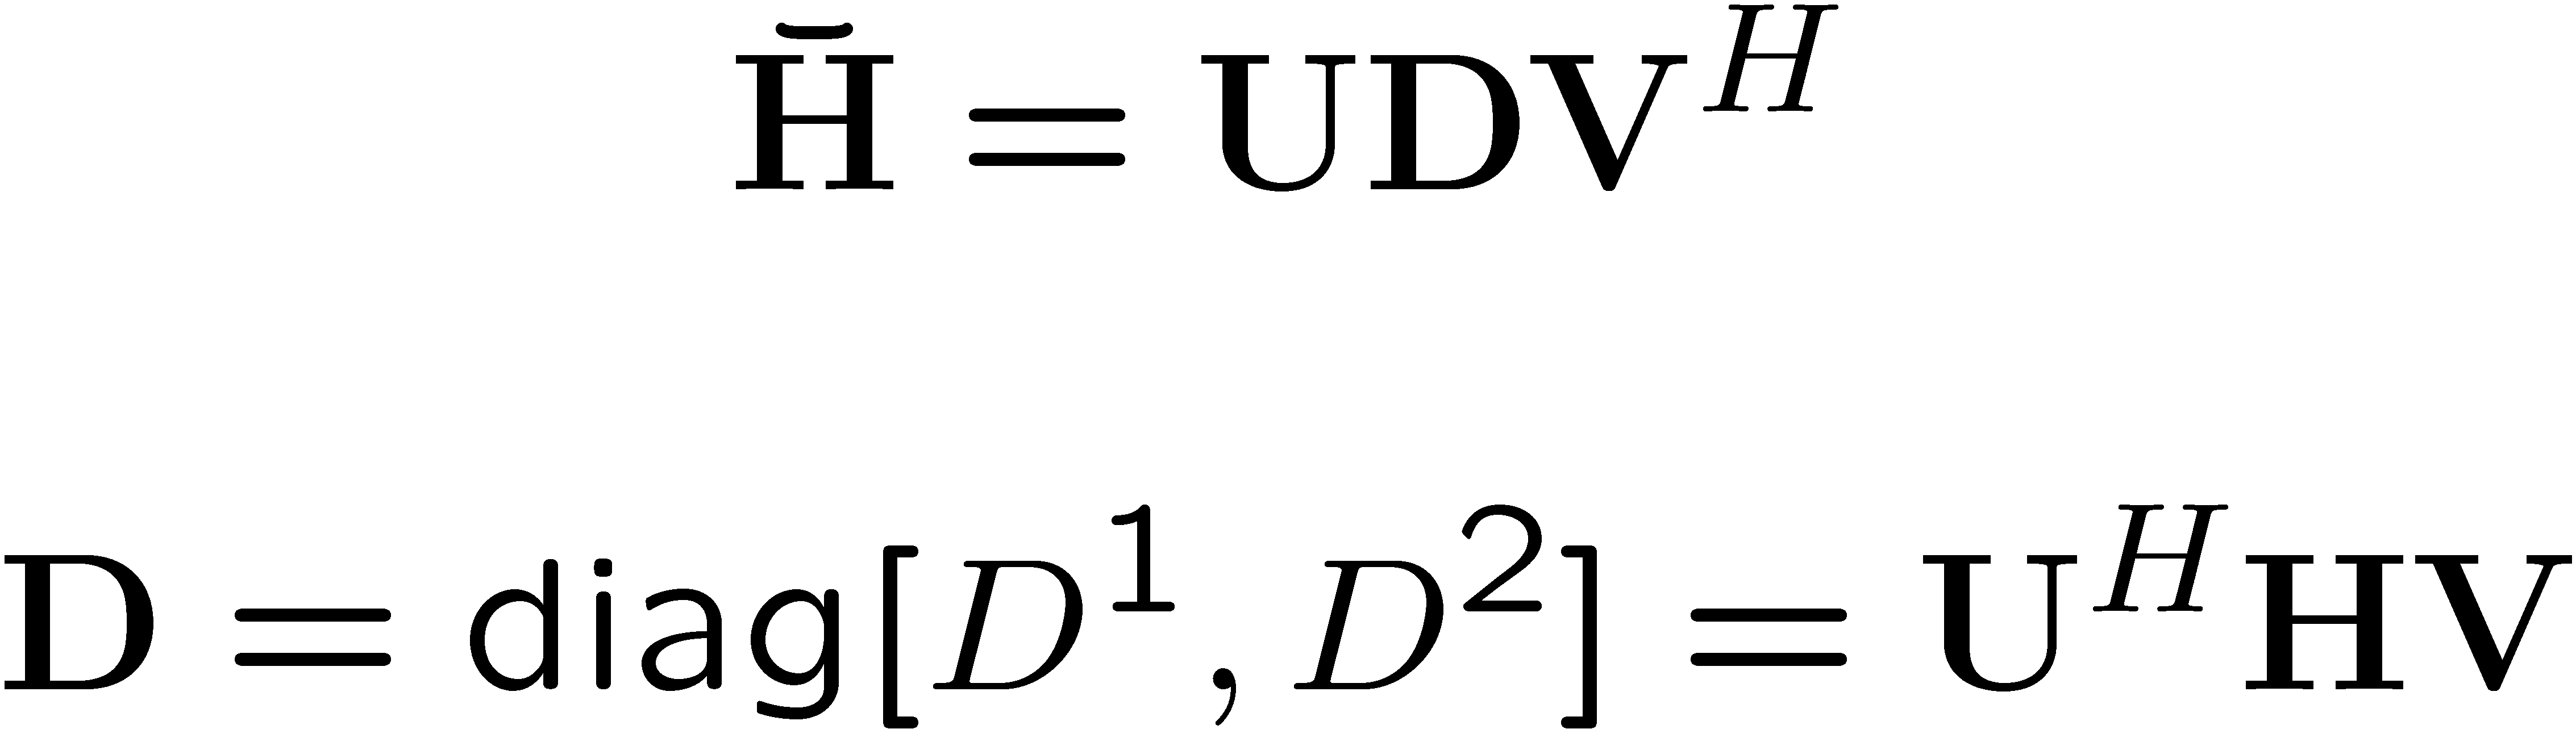 H̄ = UDV^H
D = diag[D^1, D^2] = U^H HV